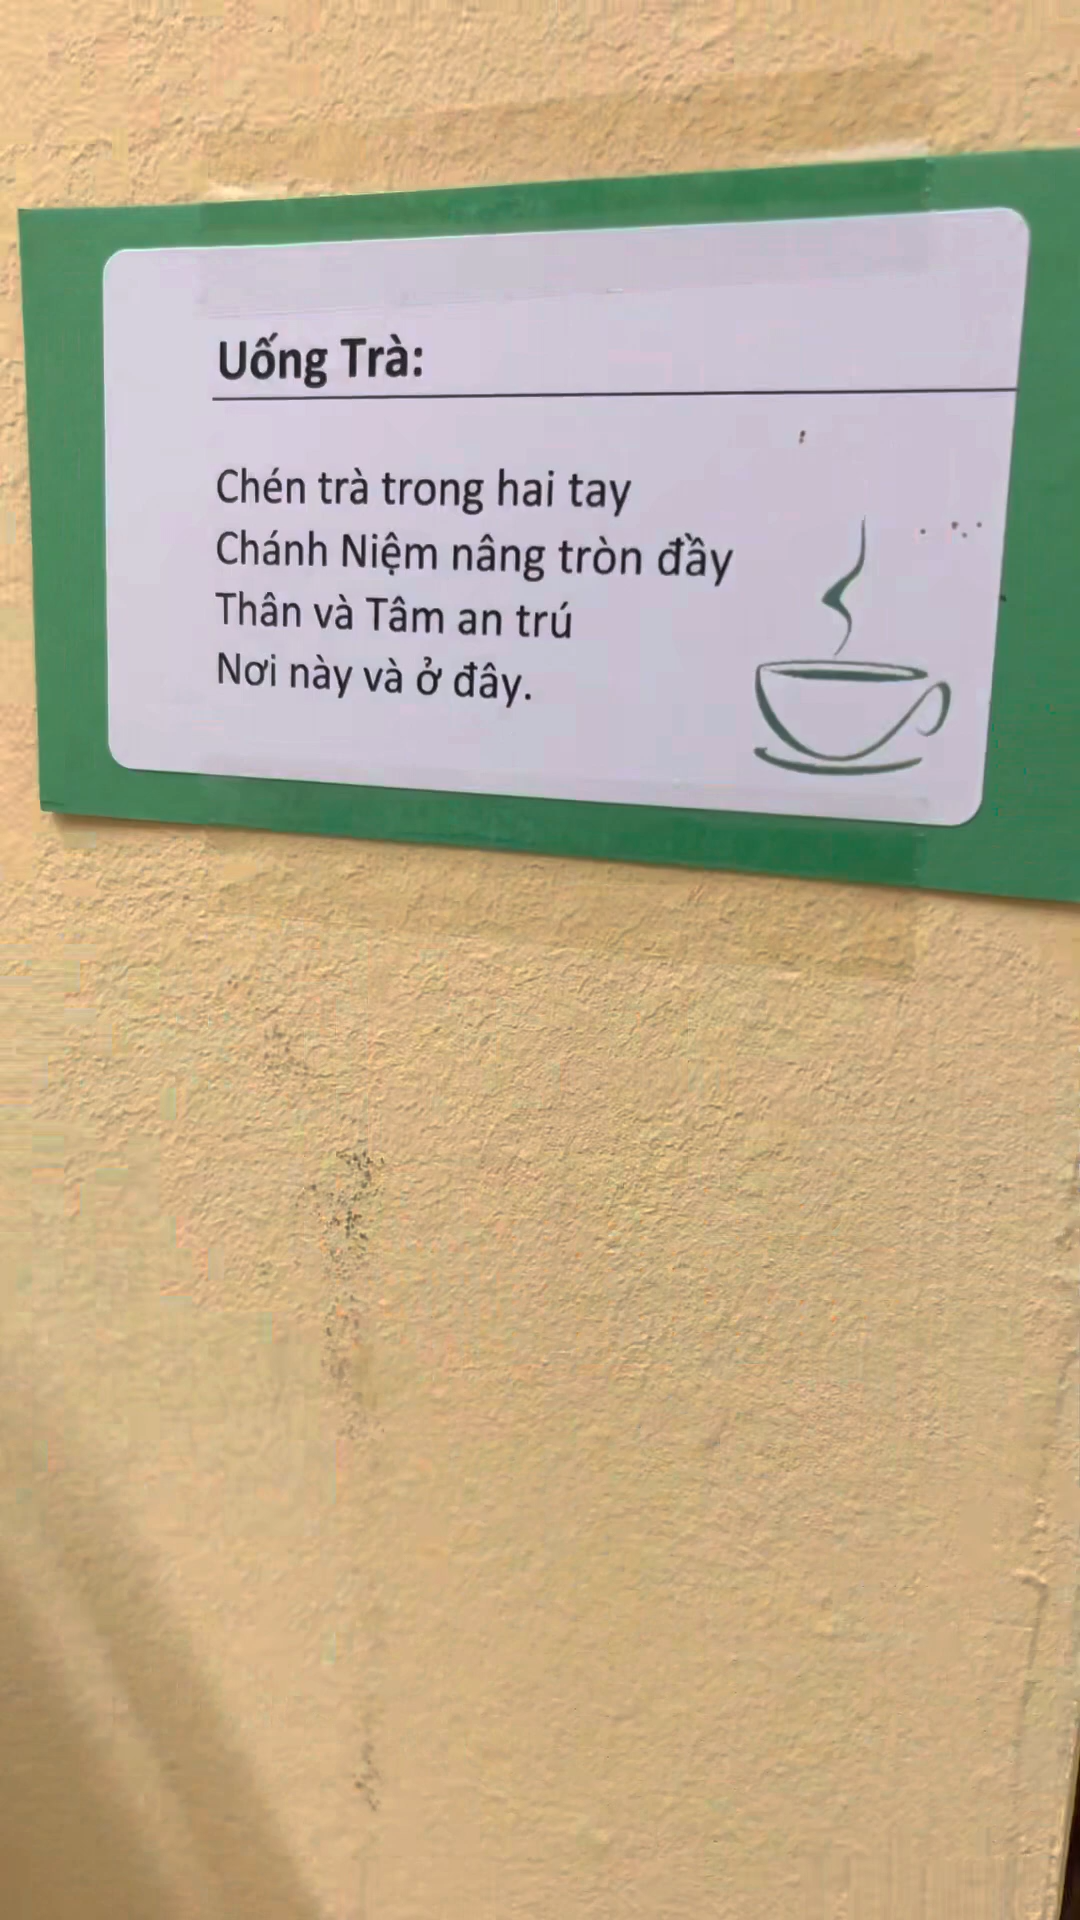 Uống Trà:
Chén trà trong hai tay
Chánh Niệm nâng tròn đầy
Thân và Tâm an trú
Nơi này và ở đây.